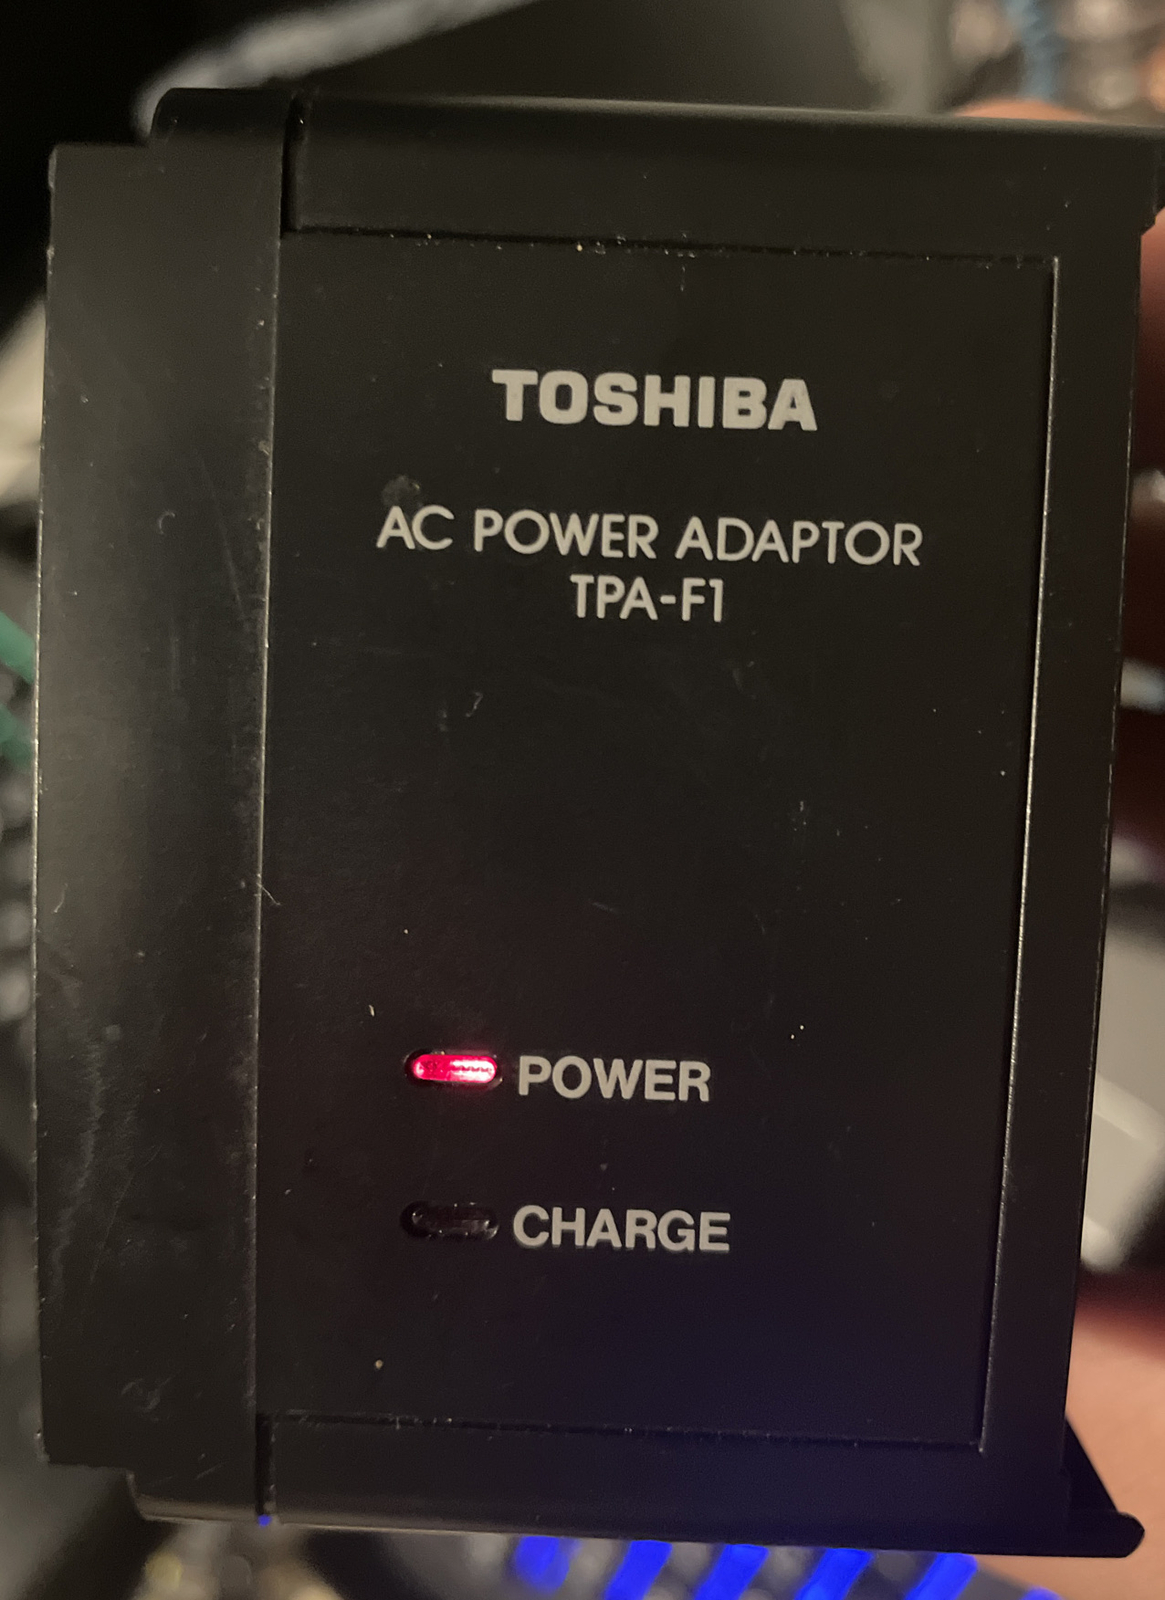 TOSHIBA
AC POWER ADAPTOR
TPA-F1
POWER
CHARGE